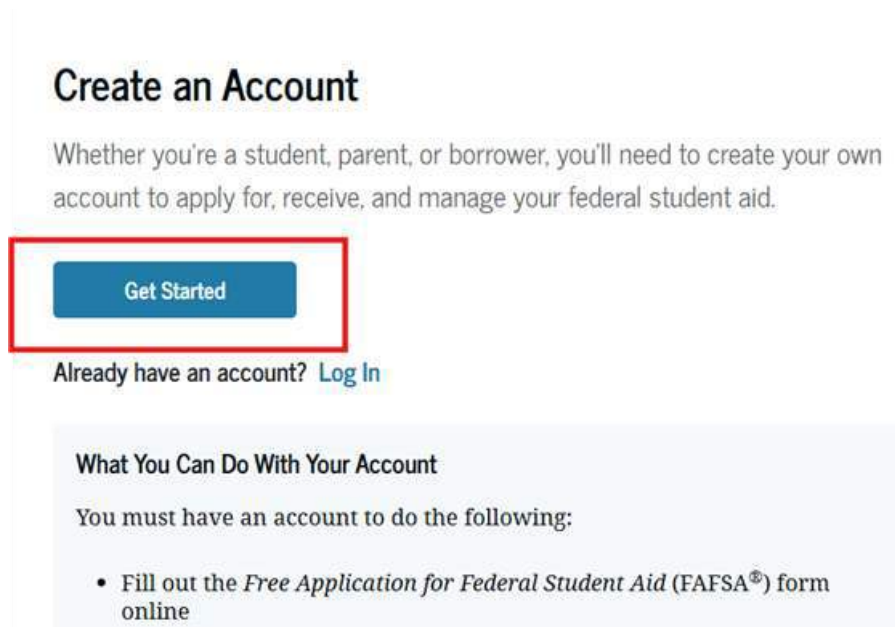 Create an Account
Whether you're a student, parent, or borrower, you'll need to create your own
account to apply for, receive, and manage your federal student aid.
Get Started
Already have an account? Log In
What You Can Do With Your Account
You must have an account to do the following:
• Fill out the Free Application for Federal Student Aid (FAFSA®) form
online